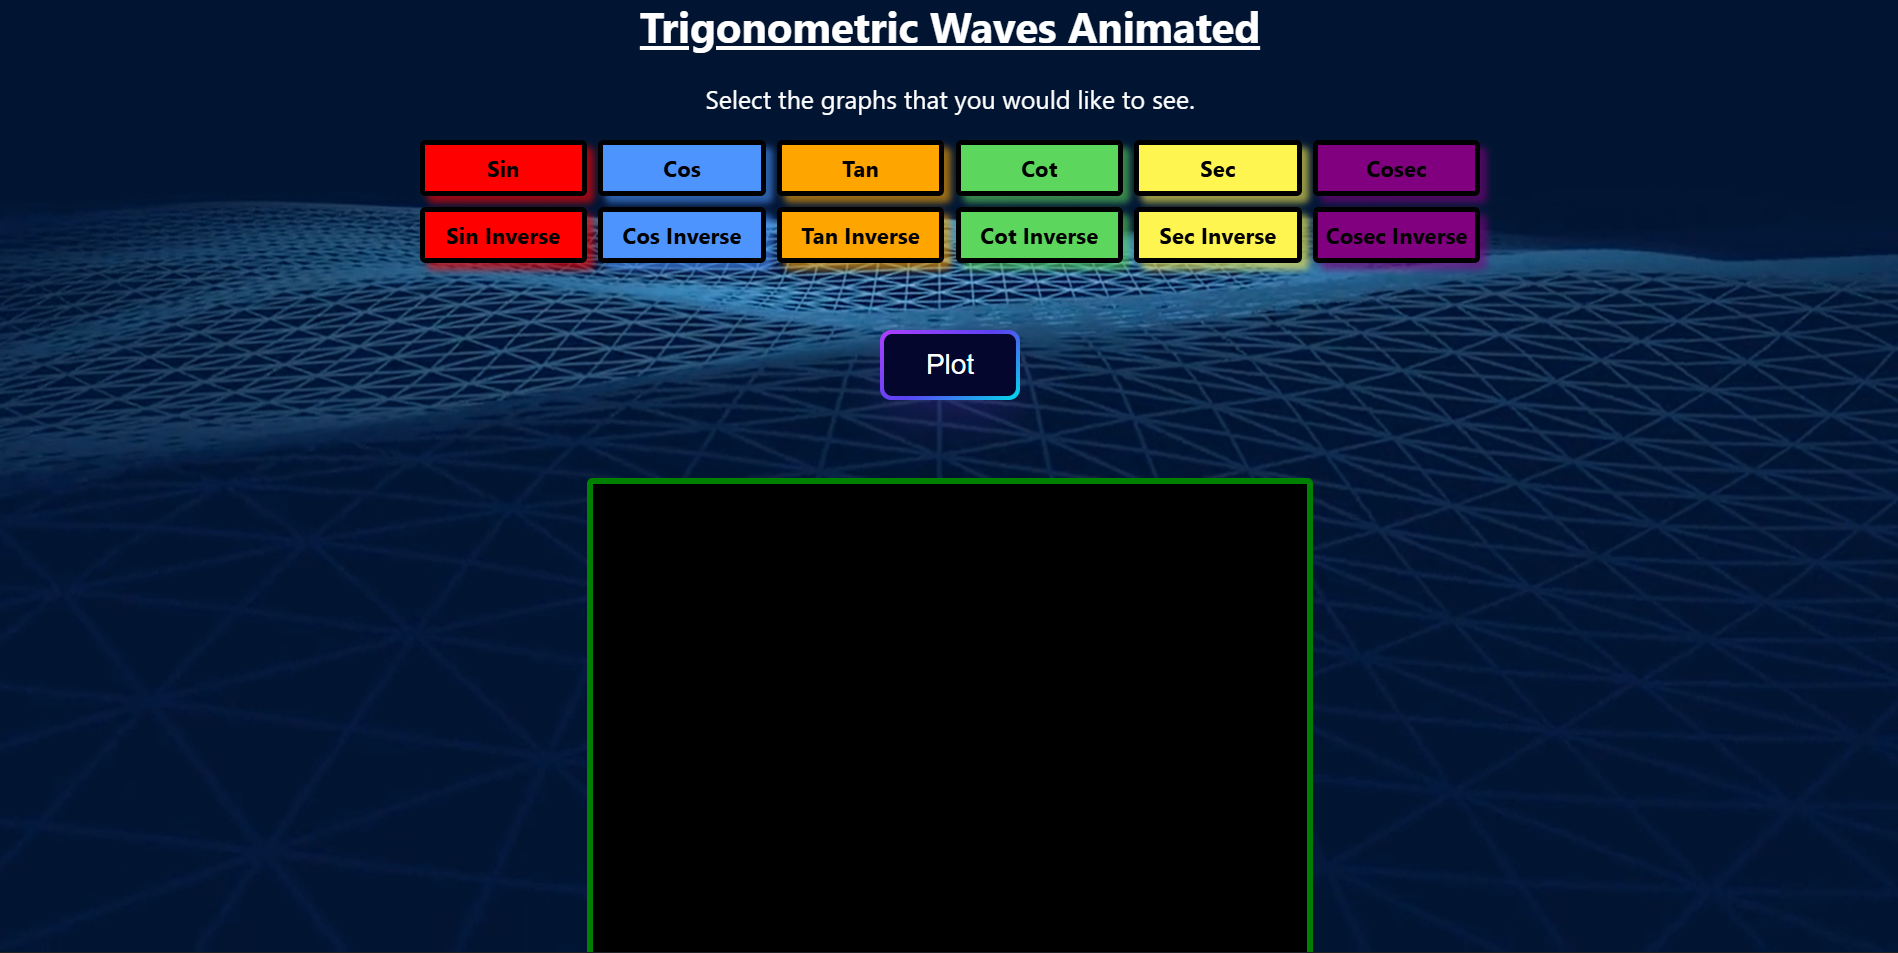 Trigonometric Waves Animated
Select the graphs that you would like to see.
Sin Cos Tan Cot Sec Cosec
Sin Inverse Cos Inverse Tan Inverse Cot Inverse Sec Inverse Cosec Inverse
Plot